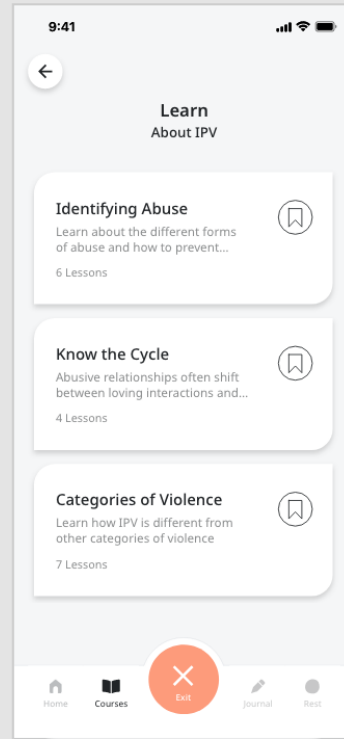 9:41
Learn
About IPV
Identifying Abuse
Learn about the different forms
of abuse and how to prevent...
6 Lessons
Know the Cycle
Abusive relationships often shift
between loving interactions and...
4 Lessons
Categories of Violence
Learn how IPV is different from
other categories of violence
7 Lessons
Home
Courses
Exit
Journal
Rest